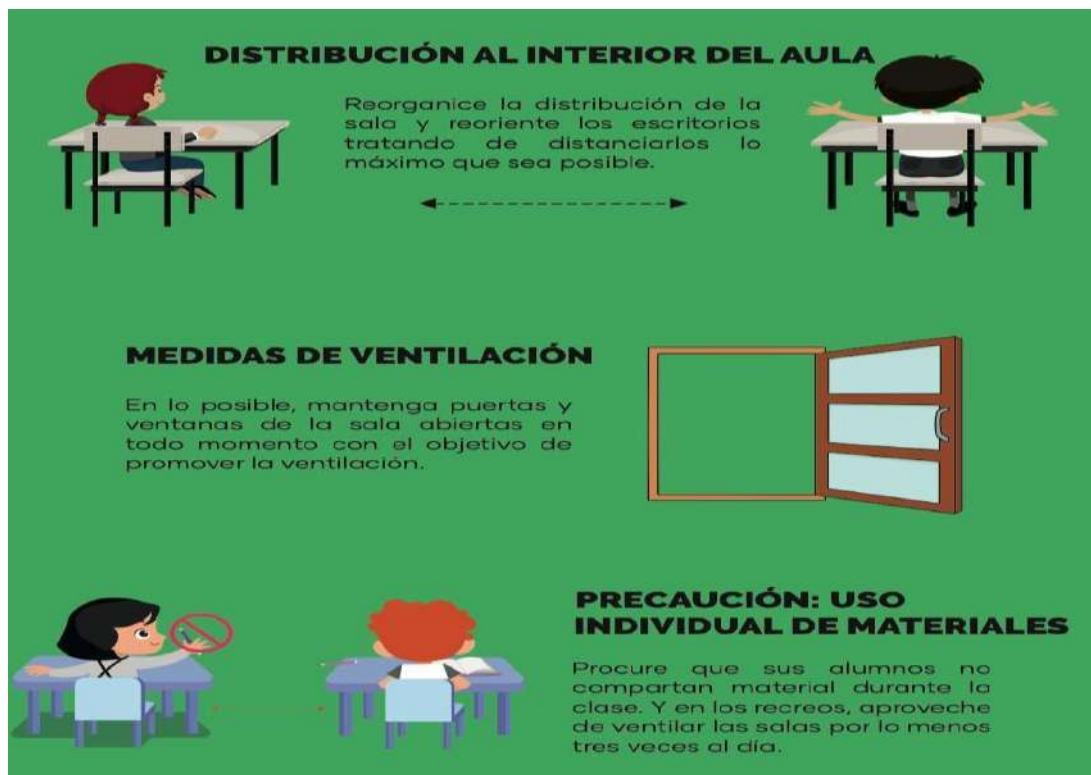 DISTRIBUCIÓN AL INTERIOR DEL AULA
Reorganice la distribución de la
sala y reoriente los escritorios
tratando de distanciarlos lo
máximo que sea posible.
MEDIDAS DE VENTILACIÓN
En lo posible, mantenga puertas y
ventanas de la sala abiertas en
todo momento con el objetivo de
promover la ventilación.
PRECAUCIÓN: USO
INDIVIDUAL DE MATERIALES
Procure que sus alumnos no
compartan material durante la
clase. Y en los recreos, aproveche
de ventilar las salas por lo menos
tres veces al día.